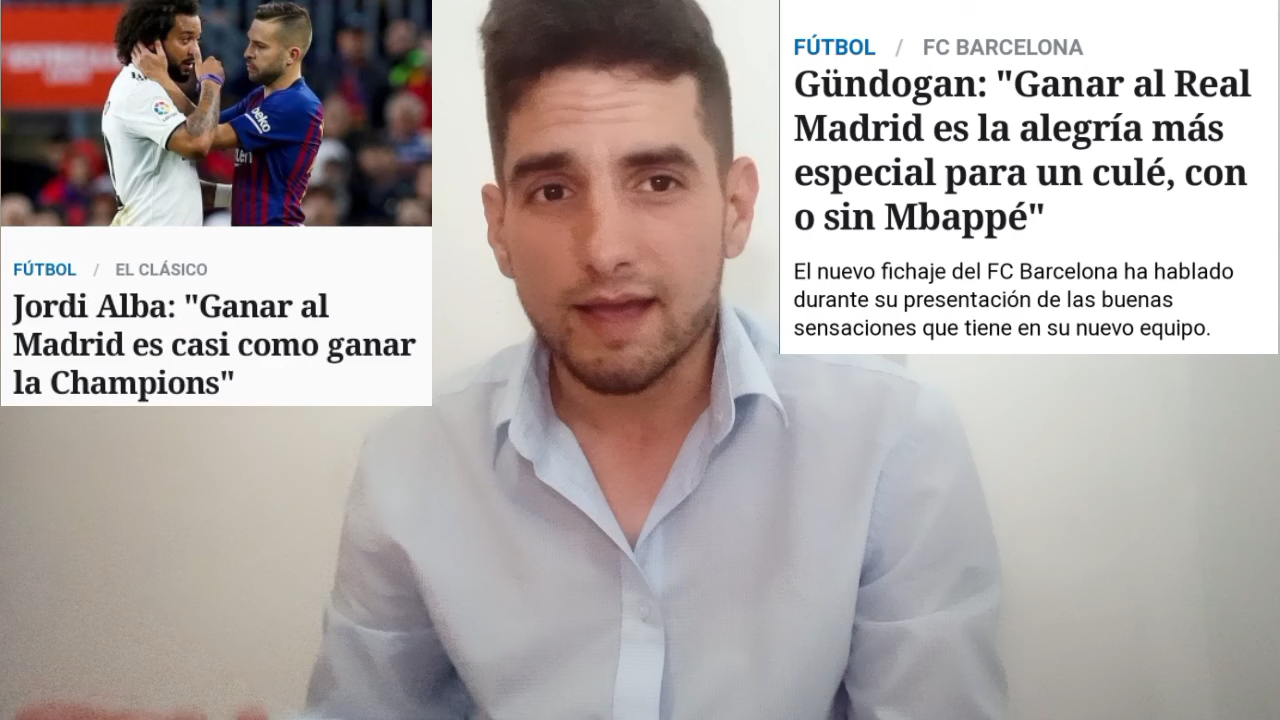 beko
FÚTBOL / EL CLÁSICO
Jordi Alba: "Ganar al
Madrid es casi como ganar
la Champions"
FÚTBOL / FC BARCELONA
Gündogan: "Ganar al Real
Madrid es la alegría más
especial para un culé, con
o sin Mbappé"
El nuevo fichaje del FC Barcelona ha hablado
durante su presentación de las buenas
sensaciones que tiene en su nuevo equipo.